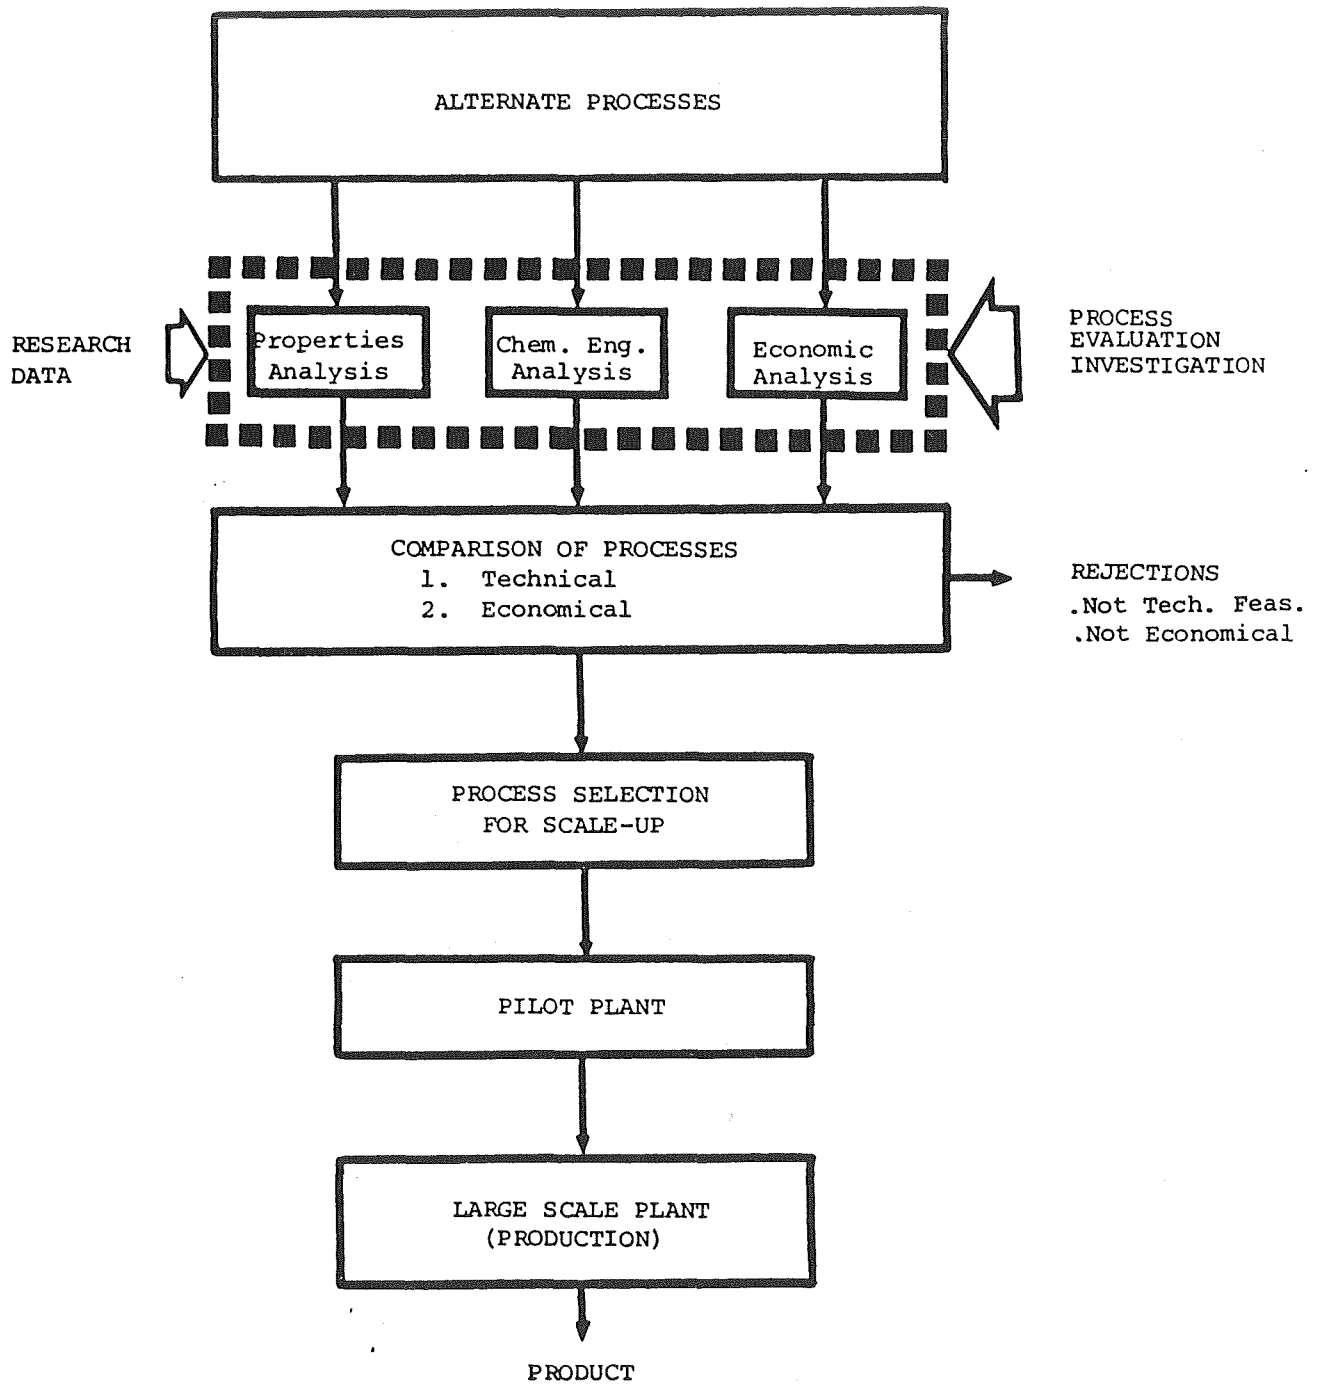 ALTERNATE PROCESSES
RESEARCH
DATA
Properties
Analysis
Chem. Eng.
Analysis
Economic
Analysis
PROCESS
EVALUATION
INVESTIGATION
COMPARISON OF PROCESSES
1. Technical
2. Economical
REJECTIONS
.Not Tech. Feas.
.Not Economical
PROCESS SELECTION
FOR SCALE-UP
PILOT PLANT
LARGE SCALE PLANT
(PRODUCTION)
PRODUCT